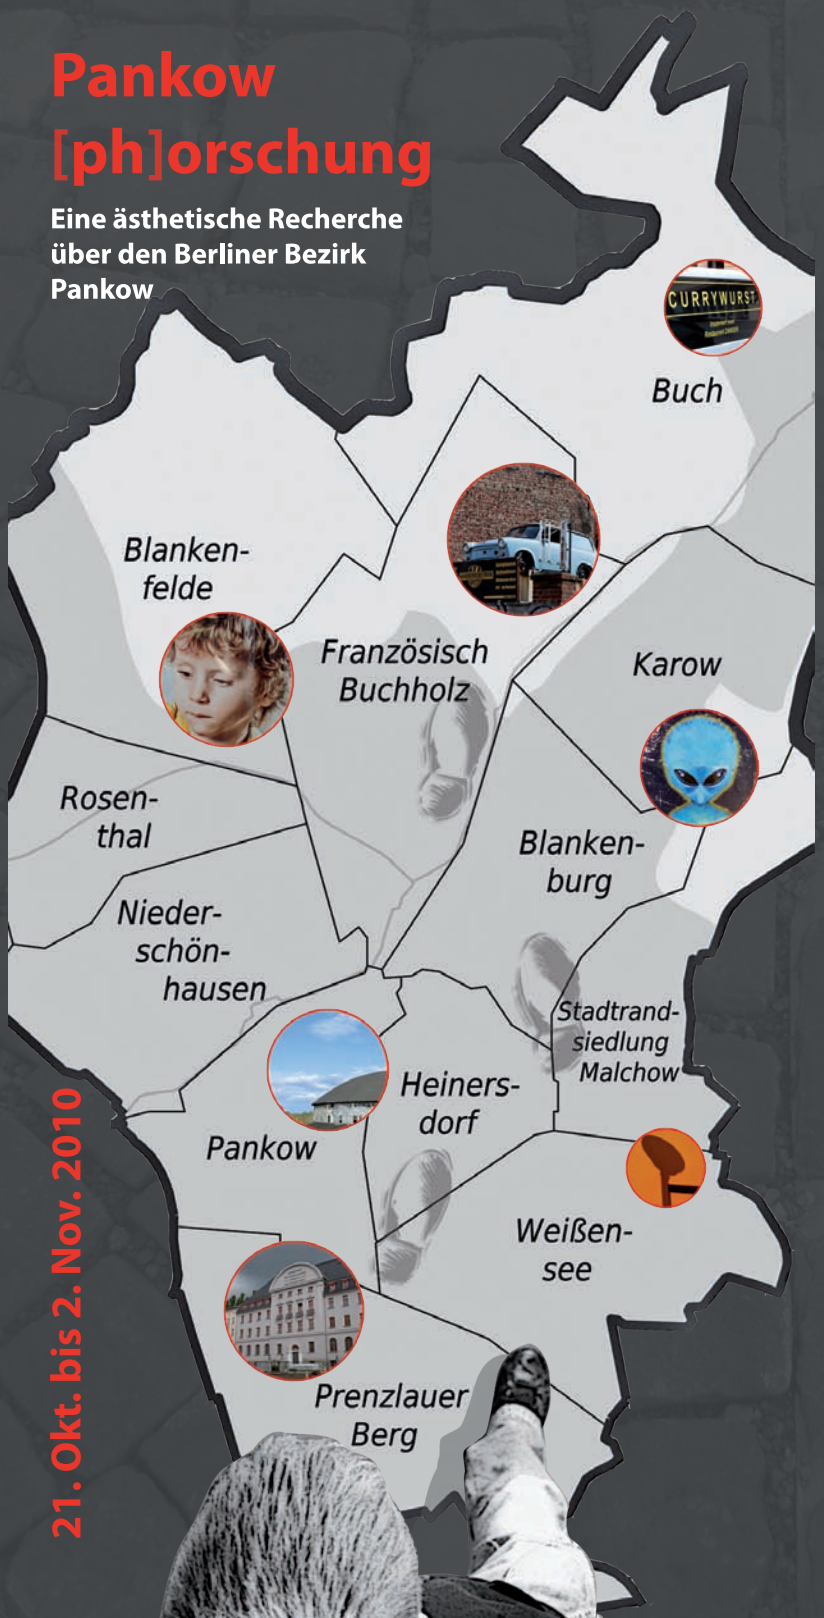 Pankow
[ph]orschung
Eine ästhetische Recherche
über den Berliner Bezirk
Pankow
CURRYWURST
Buch
Blanken-
felde
Französisch
Buchholz
Karow
Rosen-
thal
Blanken-
burg
Nieder-
schön-
hausen
Stadtrand-
siedlung
Malchow
Heiners-
dorf
Pankow
Weißen-
see
Prenzlauer
Berg
21. Okt. bis 2. Nov. 2010